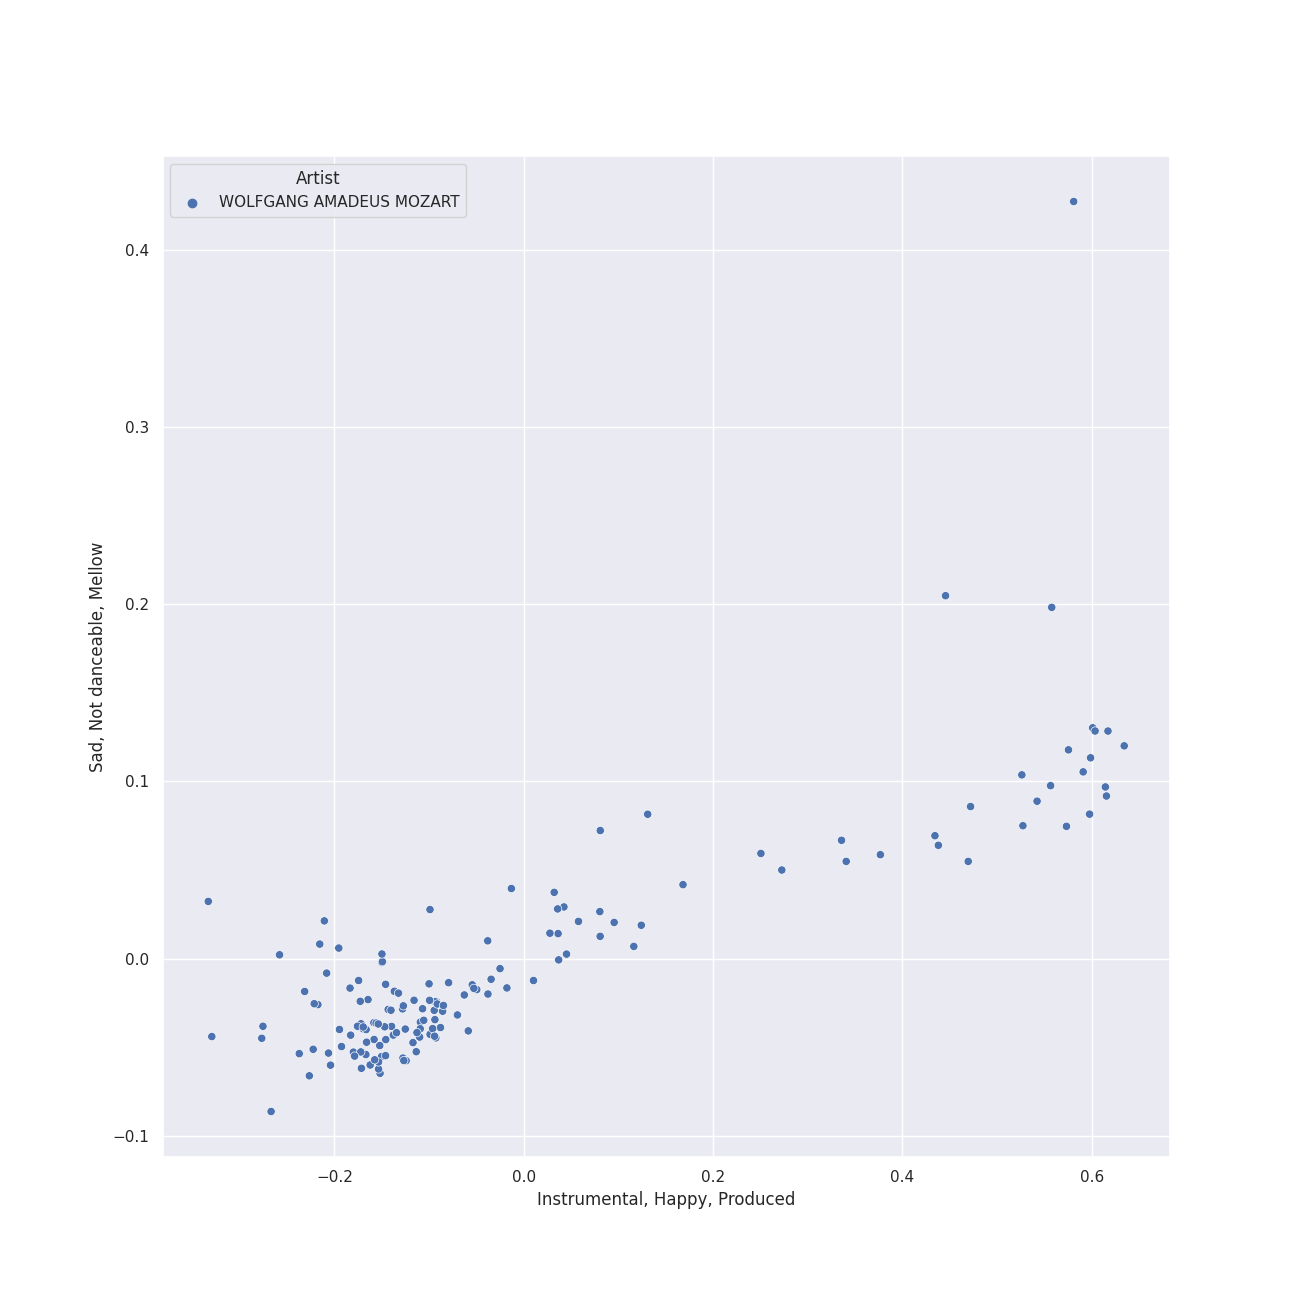 Artist
WOLFGANG AMADEUS MOZART
0.4
0.3
0.2
0.1
0.0
−0.1
Sad, Not danceable, Mellow
−0.2
0.0
0.2
0.4
0.6
Instrumental, Happy, Produced